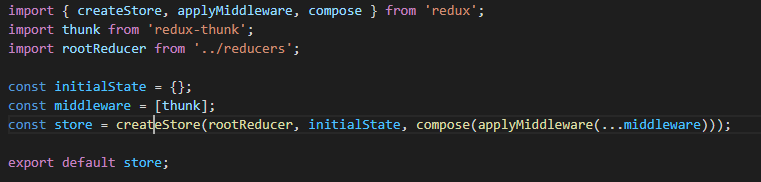 import { createStore, applyMiddleware, compose } from 'redux';
import thunk from 'redux-thunk';
import rootReducer from '../reducers';
const initialState = {};
const middleware = [thunk];
const store = createStore(rootReducer, initialState, compose(applyMiddleware(...middleware)));
export default store;